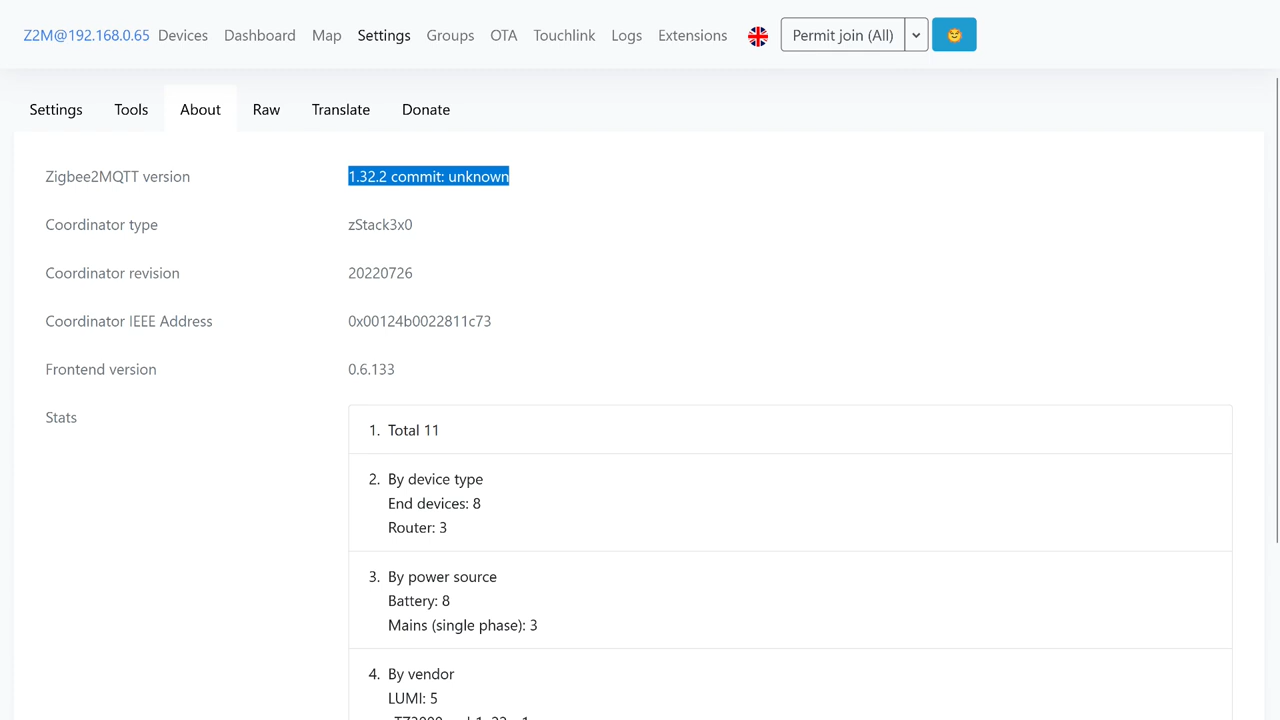 Z2M@192.168.0.65 Devices Dashboard Map Settings Groups OTA Touchlink Logs Extensions Permit join (All)
Settings Tools About Raw Translate Donate
Zigbee2MQTT version 1.32.2 commit: unknown
Coordinator type zStack3x0
Coordinator revision 20220726
Coordinator IEEE Address 0x00124b0022811c73
Frontend version 0.6.133
Stats
1. Total 11
2. By device type
End devices: 8
Router: 3
3. By power source
Battery: 8
Mains (single phase): 3
4. By vendor
LUMI: 5